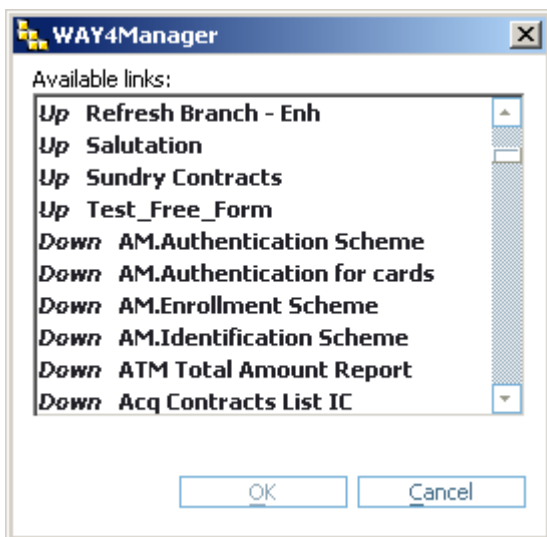 WAY4Manager
Available links:
Up Refresh Branch - Enh
Up Salutation
Up Sundry Contracts
Up Test_Free_Form
Down AM.Authentication Scheme
Down AM.Authentication for cards
Down AM.Enrollment Scheme
Down AM.Identification Scheme
Down ATM Total Amount Report
Down Acq Contracts List IC
OK Cancel